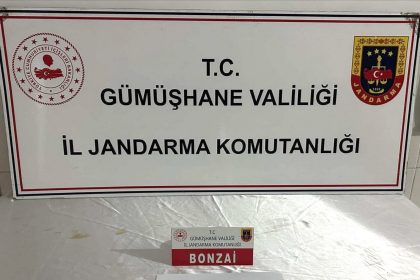 T.C.
GÜMÜŞHANE VALİLİĞİ
İL JANDARMA KOMUTANLIĞI
JANDARMA
T.C.
GÜMÜŞHANE VALİLİĞİ
İL JANDARMA KOMUTANLIĞI
BONZAİ